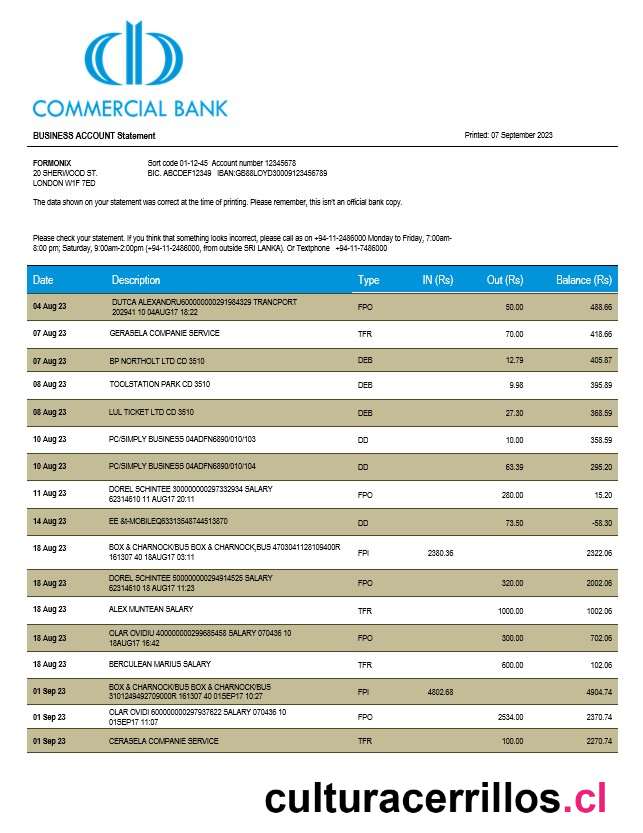 COMMERCIAL BANK
BUSINESS ACCOUNT Statement Printed: 07 September 2023
FORMONIX Sort code 01-12-45 Account number 12345678
20 SHERWOOD ST. BIC. ABCDEF12349 IBAN:GB88LOYD30009123456789
LONDON W1F 7ED
The data shown on your statement was correct at the time of printing. Please remember, this isn't an official bank copy.
Please check your statement. If you think that something looks incorrect, please call as on +94-11-2486000 Monday to Friday, 7:00am-
8:00 pm; Saturday, 9:00am-2:00pm (+94-11-2486000, from outside SRI LANKA). Or Textphone +94-11-7486000
Date Description Type IN (Rs) Out (Rs) Balance (Rs)
04 Aug 23 DUTCA ALEXANDRU600000000291984329 TRANCPORT
202941 10 04AUG17 18:22 FPO 50.00 488.66
07 Aug 23 GERASELA COMPANIE SERVICE TFR 70.00 418.66
07 Aug 23 BP NORTHOLT LTD CD 3510 DEB 12.79 405.87
08 Aug 23 TOOLSTATION PARK CD 3510 DEB 9.98 395.89
08 Aug 23 LUL TICKET LTD CD 3510 DEB 27.30 368.59
10 Aug 23 PC/SIMPLY BUSINESS 04ADFN6890/010/103 DD 10.00 358.59
10 Aug 23 PC/SIMPLY BUSINESS 04ADFN6890/010/104 DD 63.39 295.20
11 Aug 23 DOREL SCHINTEE 300000000297332934 SALARY
62314610 11 AUG17 20:11 FPO 280.00 15.20
14 Aug 23 EE &t-MOBILEQ63313548744513870 DD 73.50 -58.30
18 Aug 23 BOX & CHARNOCK/BUS BOX & CHARNOCK,BUS 4703041128109400R
161307 40 18AUG17 03:11 FPI 2380.36 2322.06
18 Aug 23 DOREL SCHINTEE 500000000294914525 SALARY
62314610 18 AUG17 11:23 FPO 320.00 2002.06
18 Aug 23 ALEX MUNTEAN SALARY TFR 1000.00 1002.06
18 Aug 23 OLAR OVIDIU 400000000299685458 SALARY 070436 10
18AUG17 16:42 FPO 300.00 702.06
18 Aug 23 BERCULEAN MARIUS SALARY TFR 600.00 102.06
01 Sep 23 BOX & CHARNOCK/BUS BOX & CHARNOCK/BUS
3101249492709000R 161307 40 01SEP17 10:27 FPI 4802.68 4904.74
01 Sep 23 OLAR OVIDI 600000000297937622 SALARY 070436 10
01SEP17 11:07 FPO 2534.00 2370.74
01 Sep 23 CERASELA COMPANIE SERVICE TFR 100.00 2270.74
culturacerrillos.cl